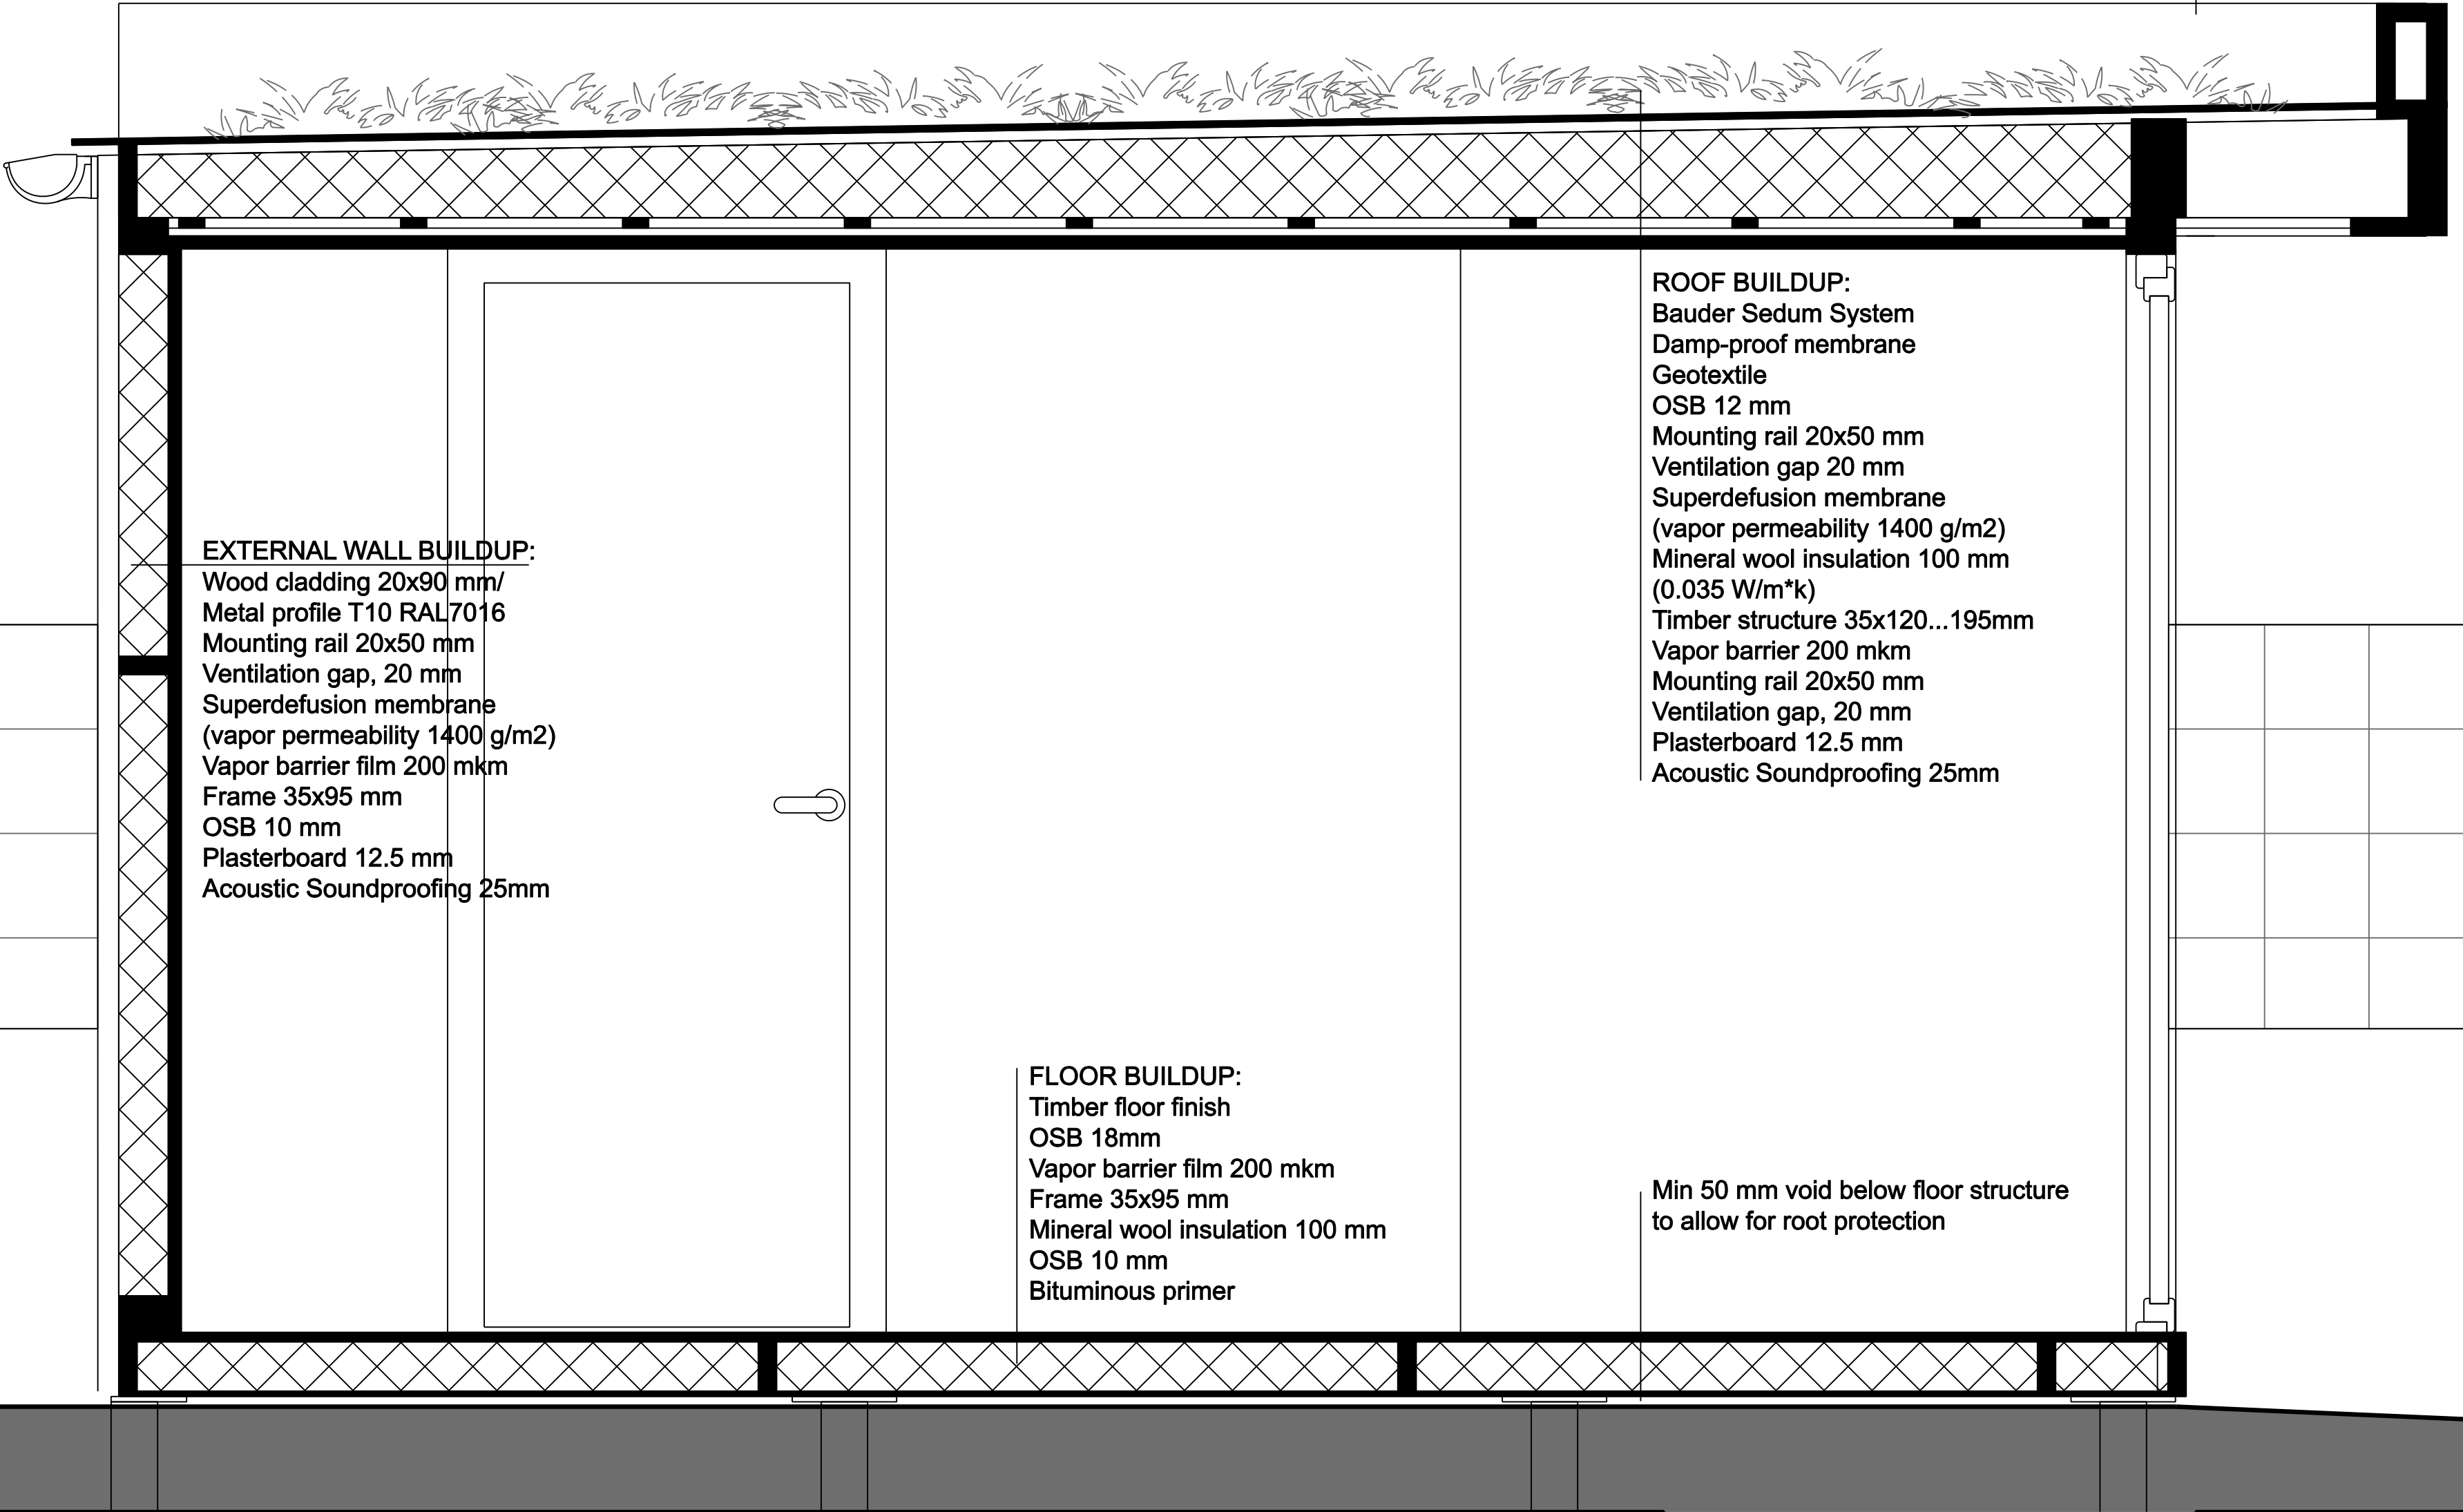 ROOF BUILDUP:
Bauder Sedum System
Damp-proof membrane
Geotextile
OSB 12 mm
Mounting rail 20x50 mm
Ventilation gap 20 mm
Superdefusion membrane
(vapor permeability 1400 g/m2)
Mineral wool insulation 100 mm
(0.035 W/m*k)
Timber structure 35x120...195mm
Vapor barrier 200 mkm
Mounting rail 20x50 mm
Ventilation gap, 20 mm
Plasterboard 12.5 mm
Acoustic Soundproofing 25mm
EXTERNAL WALL BUILDUP:
Wood cladding 20x90 mm/
Metal profile T10 RAL7016
Mounting rail 20x50 mm
Ventilation gap, 20 mm
Superdefusion membrane
(vapor permeability 1400 g/m2)
Vapor barrier film 200 mkm
Frame 35x95 mm
OSB 10 mm
Plasterboard 12.5 mm
Acoustic Soundproofing 25mm
FLOOR BUILDUP:
Timber floor finish
OSB 18mm
Vapor barrier film 200 mkm
Frame 35x95 mm
Mineral wool insulation 100 mm
OSB 10 mm
Bituminous primer
Min 50 mm void below floor structure
to allow for root protection